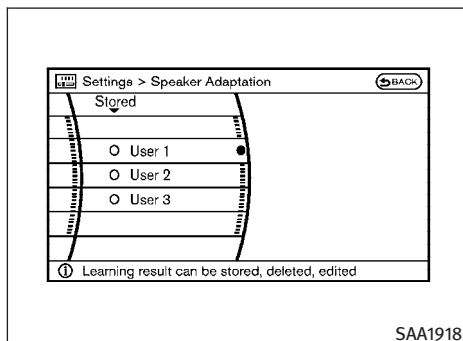 Settings > Speaker Adaptation
BACK
Stored
User 1
User 2
User 3
Learning result can be stored, deleted, edited
SAA1918